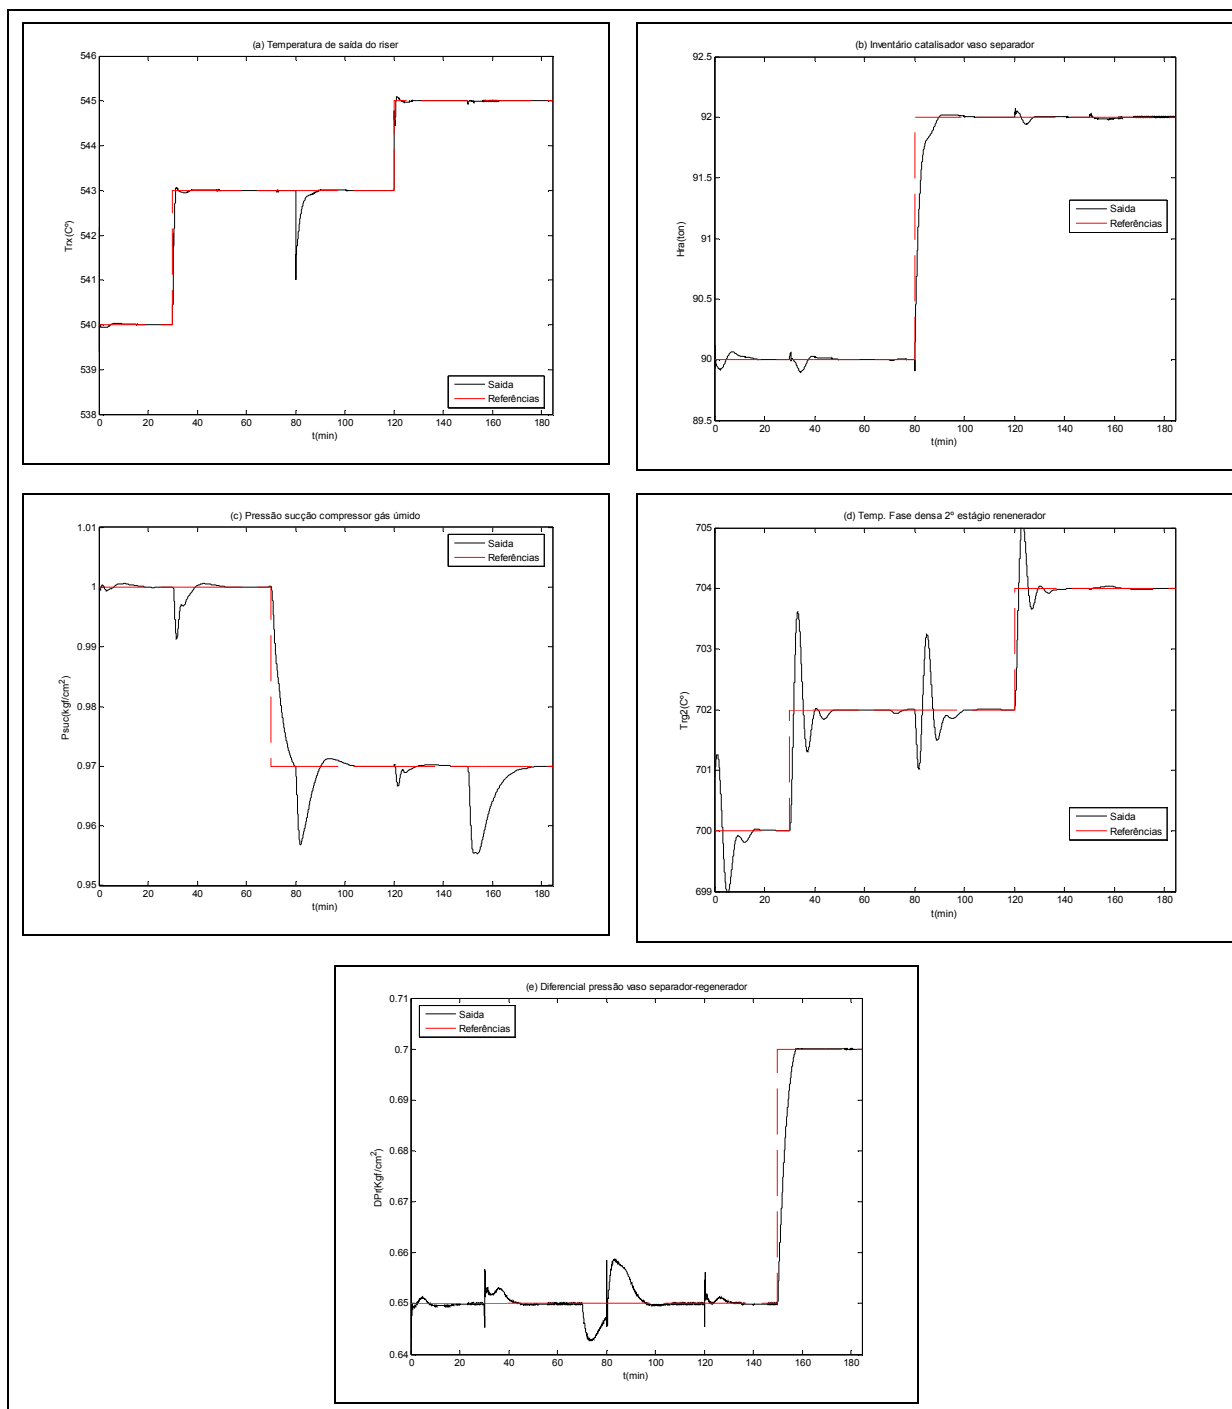 (a) Temperatura de saída do riser
546
545
544
543
542
541
540
539
538
Trx(Cº)
0 20 40 60 80 100 120 140 160 180
t(min)
Saida
Referências
(b) Inventário catalisador vaso separador
92.5
92
91.5
91
90.5
90
89.5
Hra(ton)
0 20 40 60 80 100 120 140 160 180
t(min)
Saida
Referências
(c) Pressão sucção compressor gás úmido
1.01
1
0.99
0.98
0.97
0.96
0.95
Psuc(kgf/cm²)
0 20 40 60 80 100 120 140 160 180
t(min)
Saida
Referências
(d) Temp. Fase densa 2º estágio renenerador
705
704
703
702
701
700
699
Trg2(Cº)
0 20 40 60 80 100 120 140 160 180
t(min)
Saida
Referências
(e) Diferencial pressão vaso separador-regenerador
0.71
0.7
0.69
0.68
0.67
0.66
0.65
0.64
DPr(Kgf/cm²)
0 20 40 60 80 100 120 140 160 180
t(min)
Saida
Referências